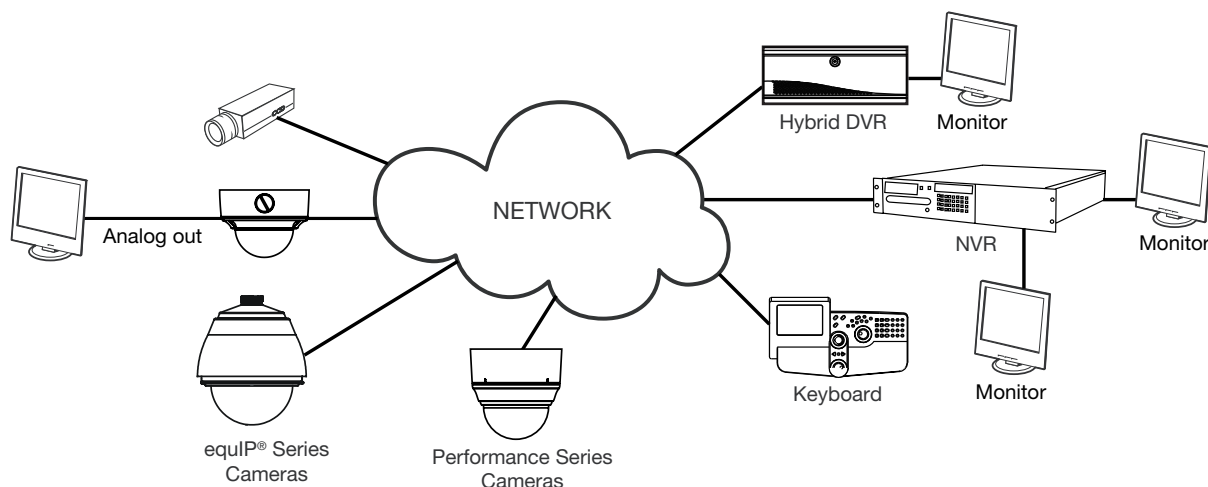 Hybrid DVR
Monitor
NETWORK
Analog out
NVR
Monitor
Keyboard
Monitor
equIP® Series
Cameras
Performance Series
Cameras